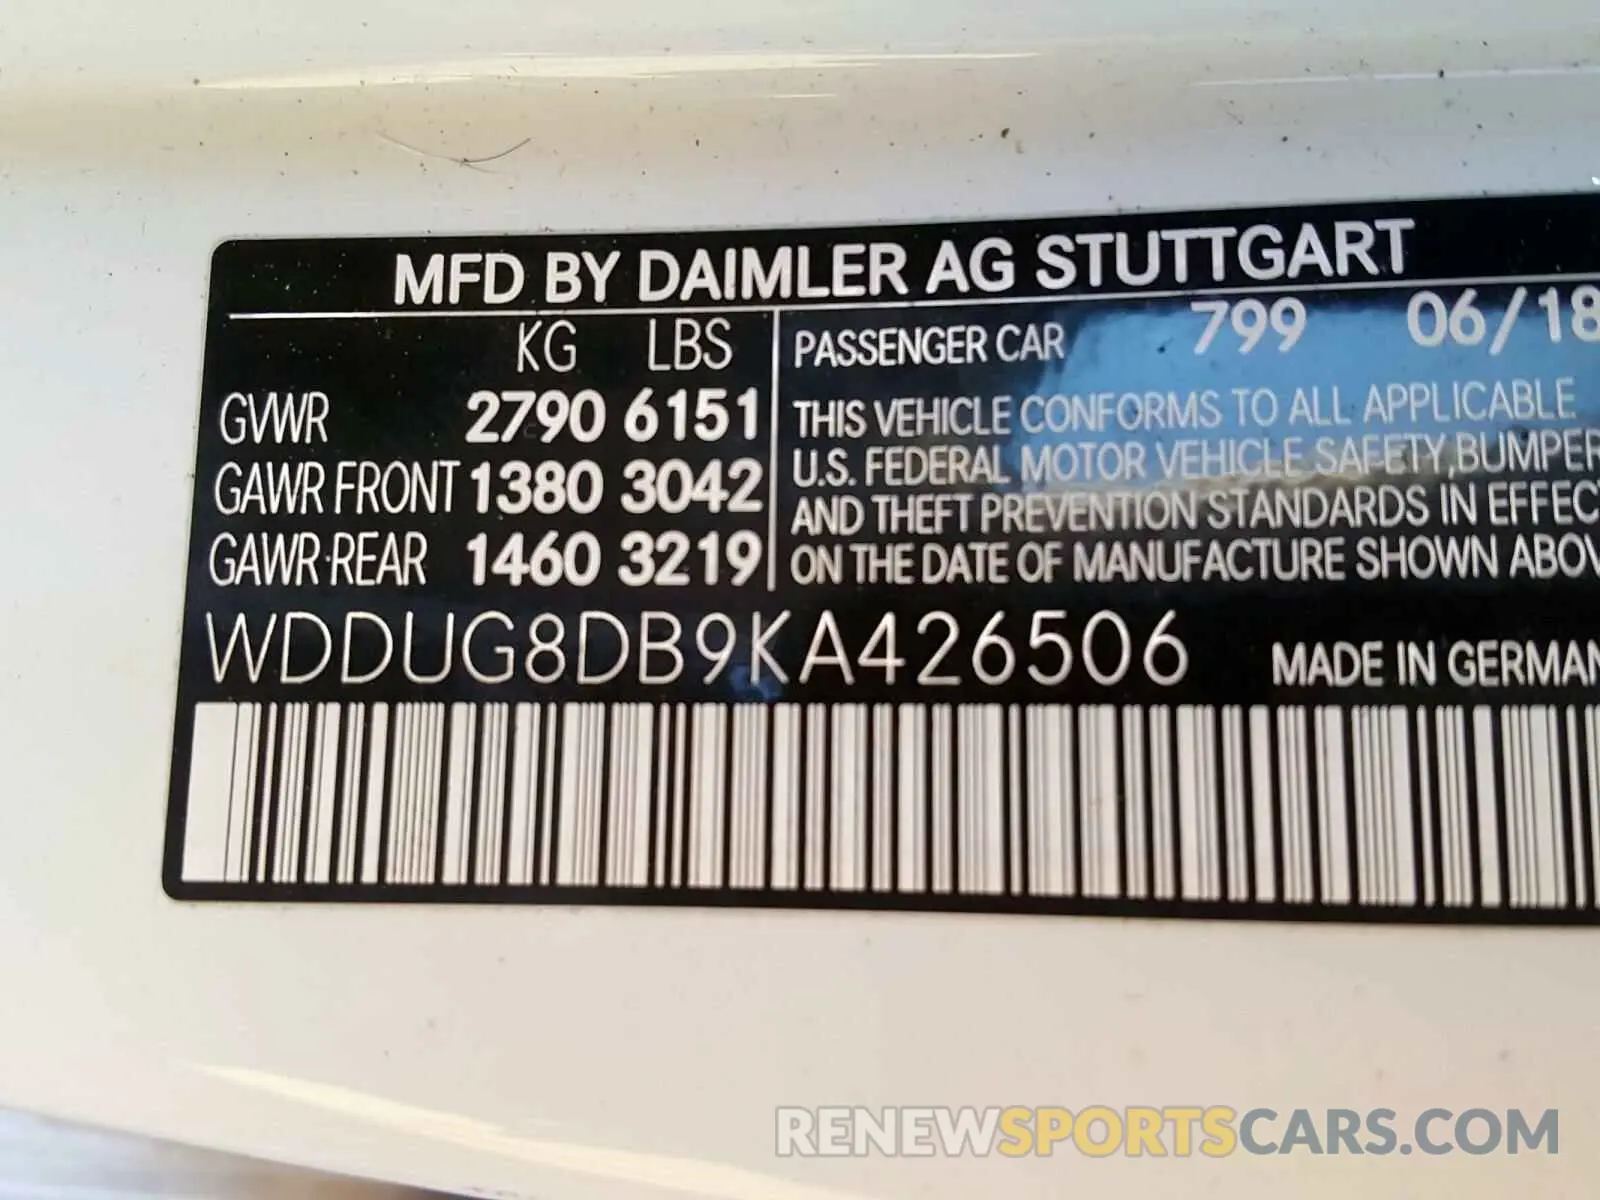 MFD BY DAIMLER AG STUTTGART
KG LBS
GVWR 2790 6151
GAWR FRONT 1380 3042
GAWR REAR 1460 3219
PASSENGER CAR 799 06/18
THIS VEHICLE CONFORMS TO ALL APPLICABLE
U.S. FEDERAL MOTOR VEHICLE SAFETY,BUMPER
AND THEFT PREVENTION STANDARDS IN EFFEC
ON THE DATE OF MANUFACTURE SHOWN ABOV
WDDUG8DB9KA426506 MADE IN GERMAN
RENEWSPORTSCARS.COM